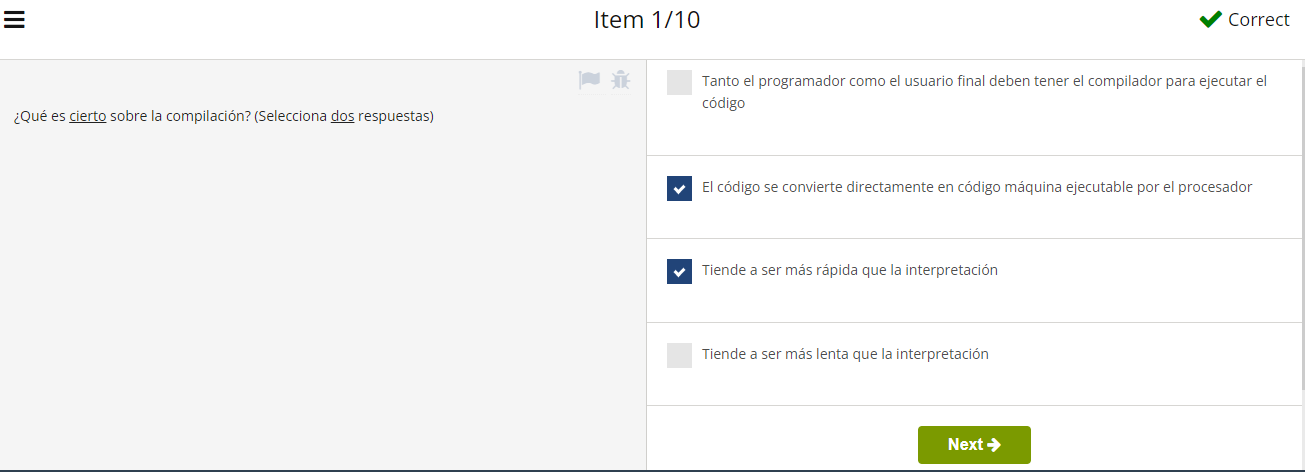 Item 1/10
Correct
¿Qué es cierto sobre la compilación? (Selecciona dos respuestas)
Tanto el programador como el usuario final deben tener el compilador para ejecutar el
código
El código se convierte directamente en código máquina ejecutable por el procesador
Tiende a ser más rápida que la interpretación
Tiende a ser más lenta que la interpretación
Next